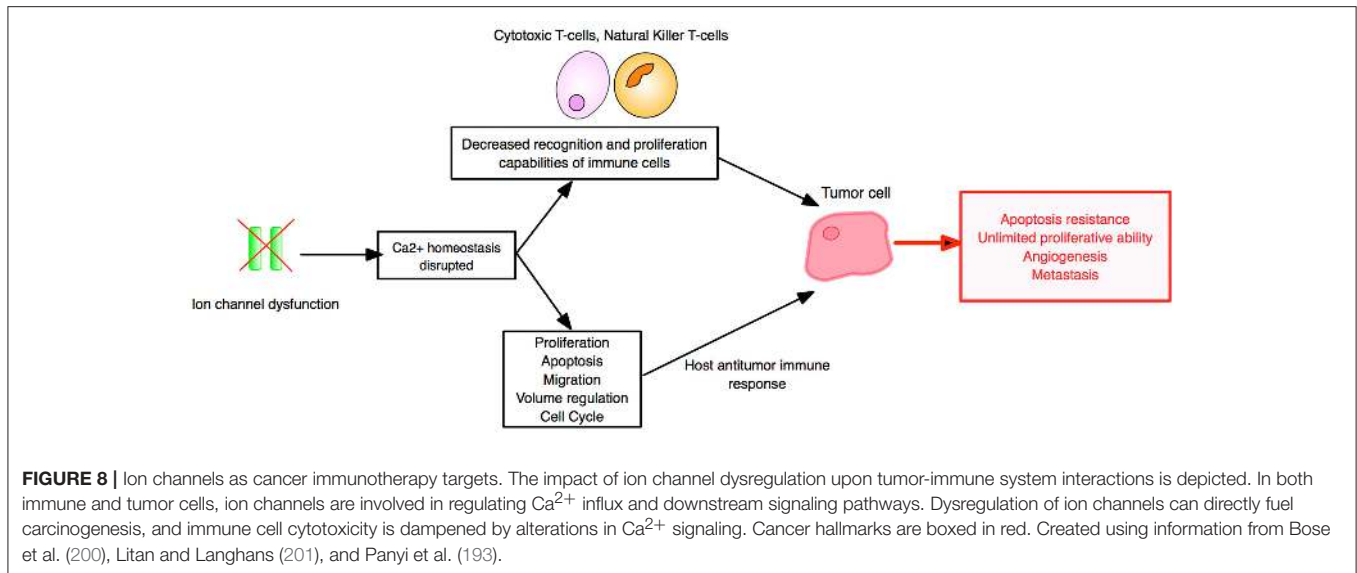 Cytotoxic T-cells, Natural Killer T-cells
Decreased recognition and proliferation
capabilities of immune cells
Tumor cell
Apoptosis resistance
Unlimited proliferative ability
Angiogenesis
Metastasis
Ca2+ homeostasis
disrupted
Ion channel dysfunction
Proliferation
Apoptosis
Migration
Volume regulation
Cell Cycle
Host antitumor immune
response
FIGURE 8 | Ion channels as cancer immunotherapy targets. The impact of ion channel dysregulation upon tumor-immune system interactions is depicted. In both
immune and tumor cells, ion channels are involved in regulating Ca²⁺ influx and downstream signaling pathways. Dysregulation of ion channels can directly fuel
carcinogenesis, and immune cell cytotoxicity is dampened by alterations in Ca²⁺ signaling. Cancer hallmarks are boxed in red. Created using information from Bose
et al. (200), Litan and Langhans (201), and Panyi et al. (193).